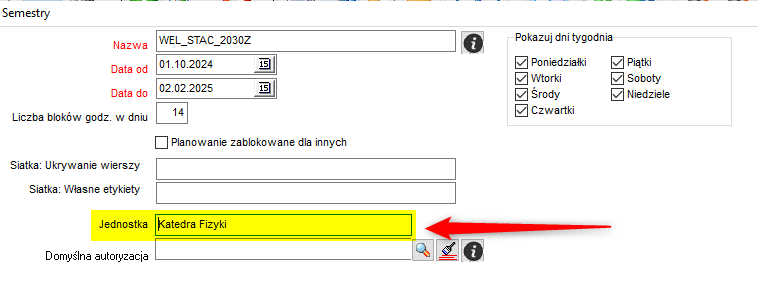 Semestry
Nazwa WEL_STAC_2030Z
Data od 01.10.2024 15
Data do 02.02.2025 15
Liczba bloków godz. w dniu 14
Planowanie zablokowane dla innych
Siatka: Ukrywanie wierszy
Siatka: Własne etykiety
Jednostka Katedra Fizyki
Domyślna autoryzacja
Pokazuj dni tygodnia
Poniedziałki Piątki
Wtorki Soboty
Środy Niedziele
Czwartki